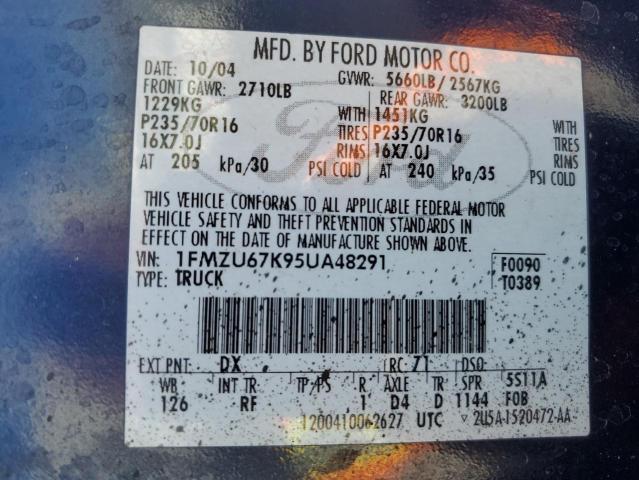 MFD. BY FORD MOTOR CO.
DATE: 10/04 GVWR: 5660LB/2567KG
FRONT GAWR: 2710LB REAR GAWR: 3200LB
1229KG WITH 1451KG WITH
P235/70R16 TIRES P235/70R16 TIRES
16X7.0J RIMS 16X7.0J RIMS
AT 205 kPa/30 PSI COLD AT 240 kPa/35 PSI COLD
Ford
THIS VEHICLE CONFORMS TO ALL APPLICABLE FEDERAL MOTOR
VEHICLE SAFETY AND THEFT PREVENTION STANDARDS IN
EFFECT ON THE DATE OF MANUFACTURE SHOWN ABOVE.
VIN: 1FMZU67K95UA48291 F0090
TYPE: TRUCK T0389
EXT PNT: DX RC: 71 DSO:
WB INT TR TP/PS R AXLE TR SPR 5S11A
126 RF 1 D4 D 1144 FOB
1200410062627 UTC ▽ 2U5A-1520472-AA